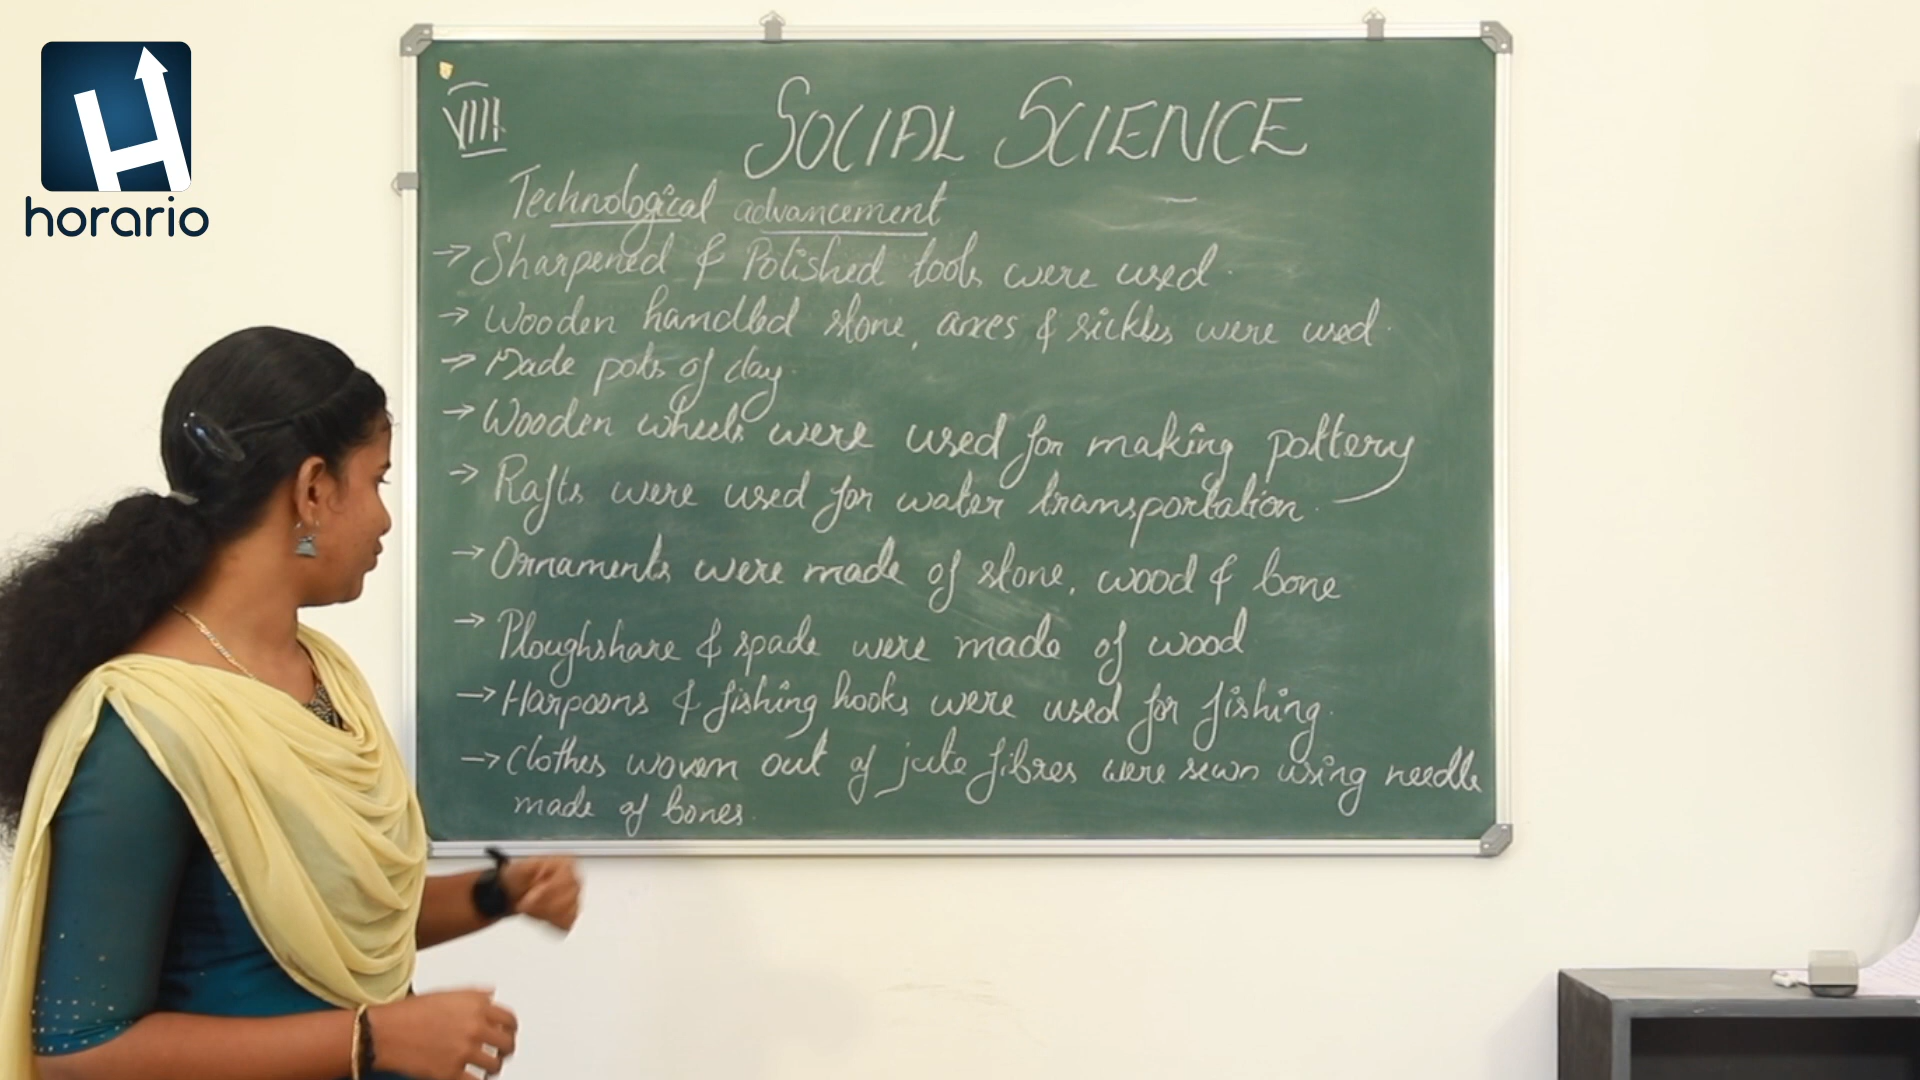 horario
VIII
SOCIAL SCIENCE
Technological advancement
→ Sharpened & Polished tools were used.
→ Wooden handled stone, axes & sickles were used.
→ Made pots of clay.
→ Wooden wheels were used for making pottery
→ Rafts were used for water transportation.
→ Ornaments were made of stone, wood & bone
→ Ploughshare & spade were made of wood
→ Harpoons & fishing hooks were used for fishing.
→ Clothes woven out of jute fibres were sewn using needle
made of bones.